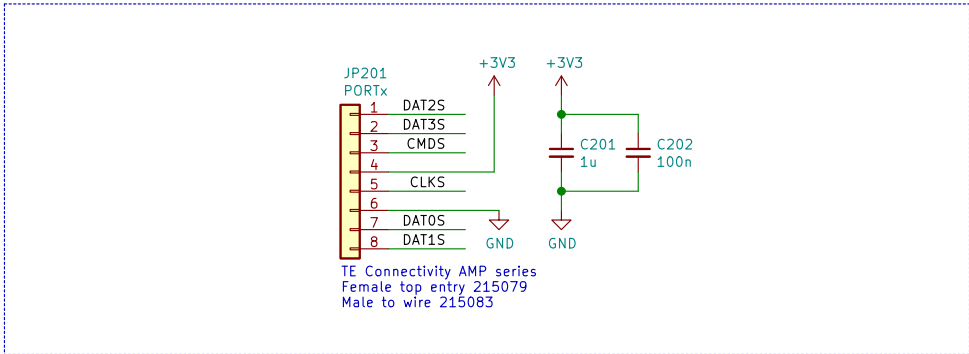 JP201
PORTx
1 DAT2S
2 DAT3S
3 CMDS
4
5 CLKS
6
7 DAT0S
8 DAT1S
+3V3
GND
+3V3
C201
1u
C202
100n
GND
TE Connectivity AMP series
Female top entry 215079
Male to wire 215083